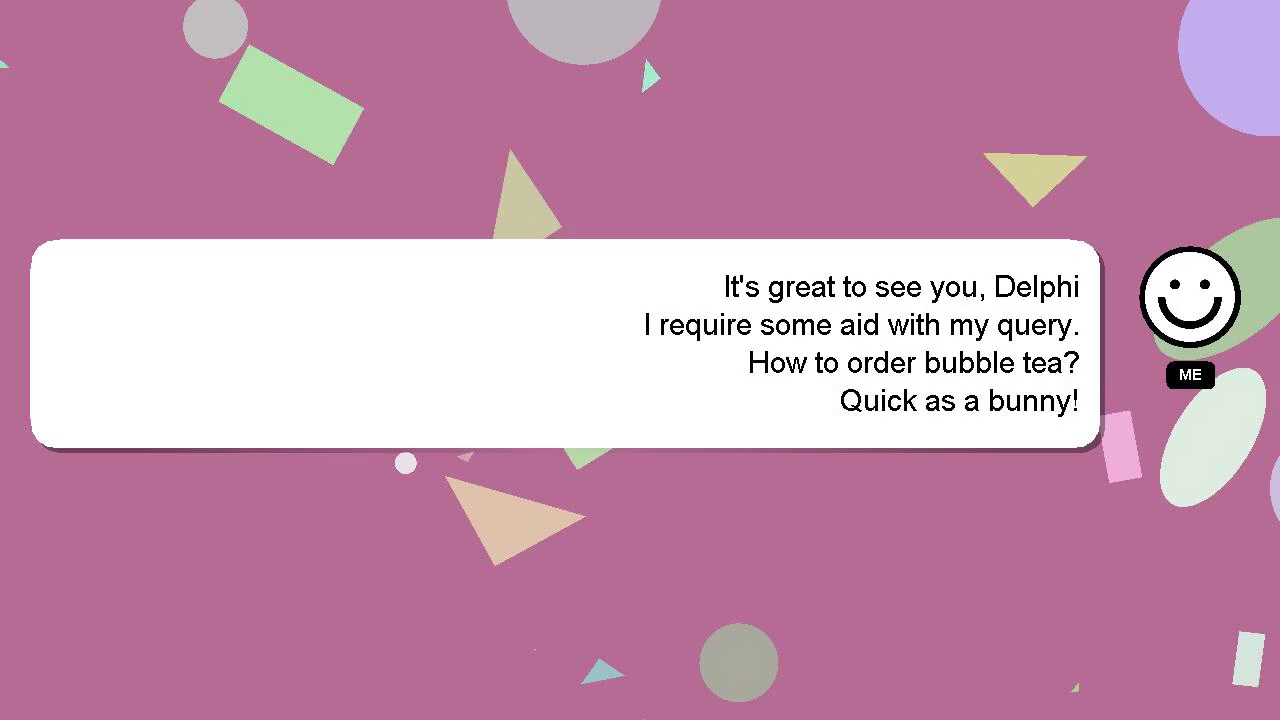 It's great to see you, Delphi
I require some aid with my query.
How to order bubble tea?
Quick as a bunny!
ME